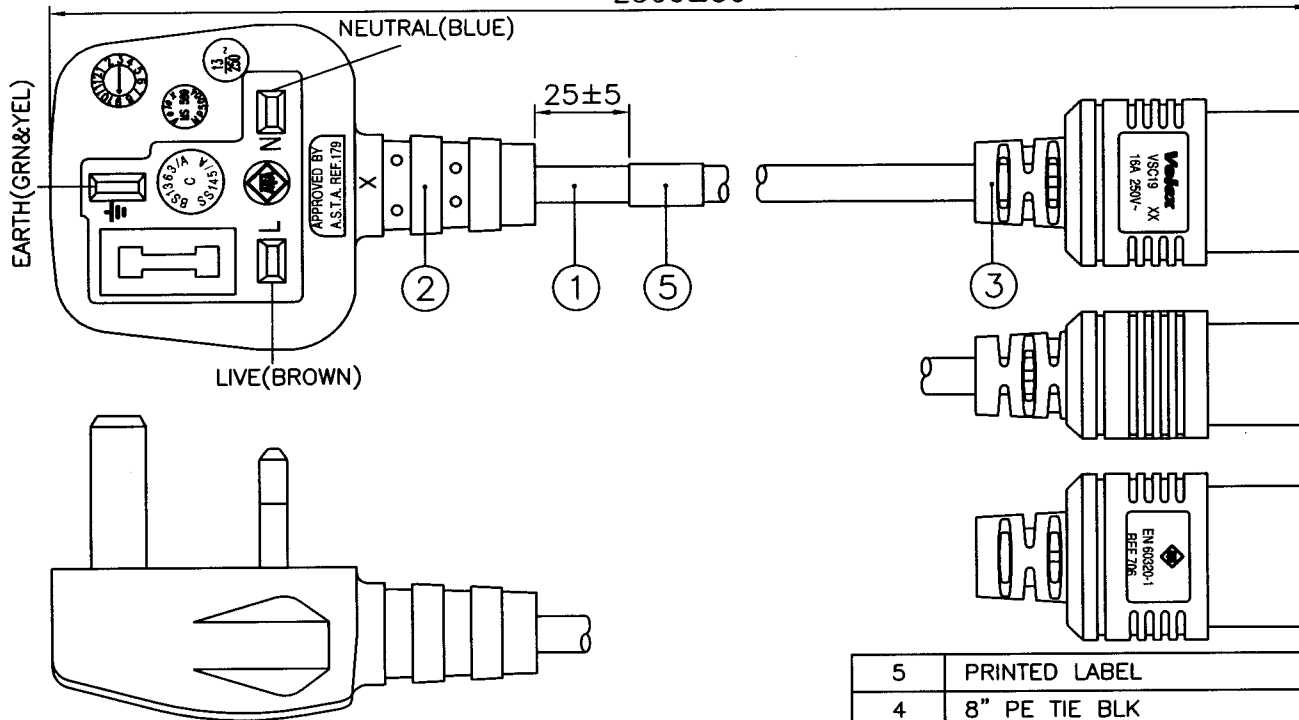 NEUTRAL(BLUE)
EARTH(GRN&YEL)
13~
250
N
25±5
BS1363/A
C
SS145/A
L
APPROVED BY
A.S.T.A. REF.179
X
Volex
VSC19 XX
16A 250V~
2
1
5
3
LIVE(BROWN)
EN 60320-1
REF 706
5 PRINTED LABEL
4 8" PE TIE BLK